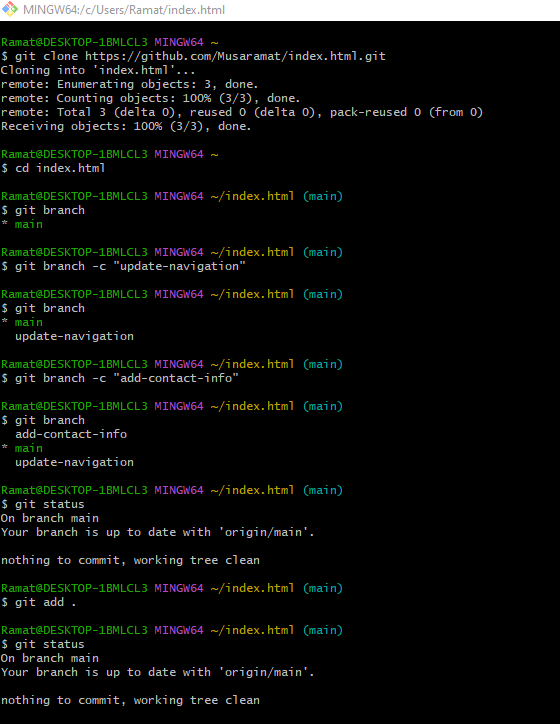 MINGW64:/c/Users/Ramat/index.html
Ramat@DESKTOP-1BMLCL3 MINGW64 ~
$ git clone https://github.com/Musaramat/index.html.git
Cloning into 'index.html'...
remote: Enumerating objects: 3, done.
remote: Counting objects: 100% (3/3), done.
remote: Total 3 (delta 0), reused 0 (delta 0), pack-reused 0 (from 0)
Receiving objects: 100% (3/3), done.
Ramat@DESKTOP-1BMLCL3 MINGW64 ~
$ cd index.html
Ramat@DESKTOP-1BMLCL3 MINGW64 ~/index.html (main)
$ git branch
* main
Ramat@DESKTOP-1BMLCL3 MINGW64 ~/index.html (main)
$ git branch -c "update-navigation"
Ramat@DESKTOP-1BMLCL3 MINGW64 ~/index.html (main)
$ git branch
* main
  update-navigation
Ramat@DESKTOP-1BMLCL3 MINGW64 ~/index.html (main)
$ git branch -c "add-contact-info"
Ramat@DESKTOP-1BMLCL3 MINGW64 ~/index.html (main)
$ git branch
  add-contact-info
* main
  update-navigation
Ramat@DESKTOP-1BMLCL3 MINGW64 ~/index.html (main)
$ git status
On branch main
Your branch is up to date with 'origin/main'.
nothing to commit, working tree clean
Ramat@DESKTOP-1BMLCL3 MINGW64 ~/index.html (main)
$ git add .
Ramat@DESKTOP-1BMLCL3 MINGW64 ~/index.html (main)
$ git status
On branch main
Your branch is up to date with 'origin/main'.
nothing to commit, working tree clean